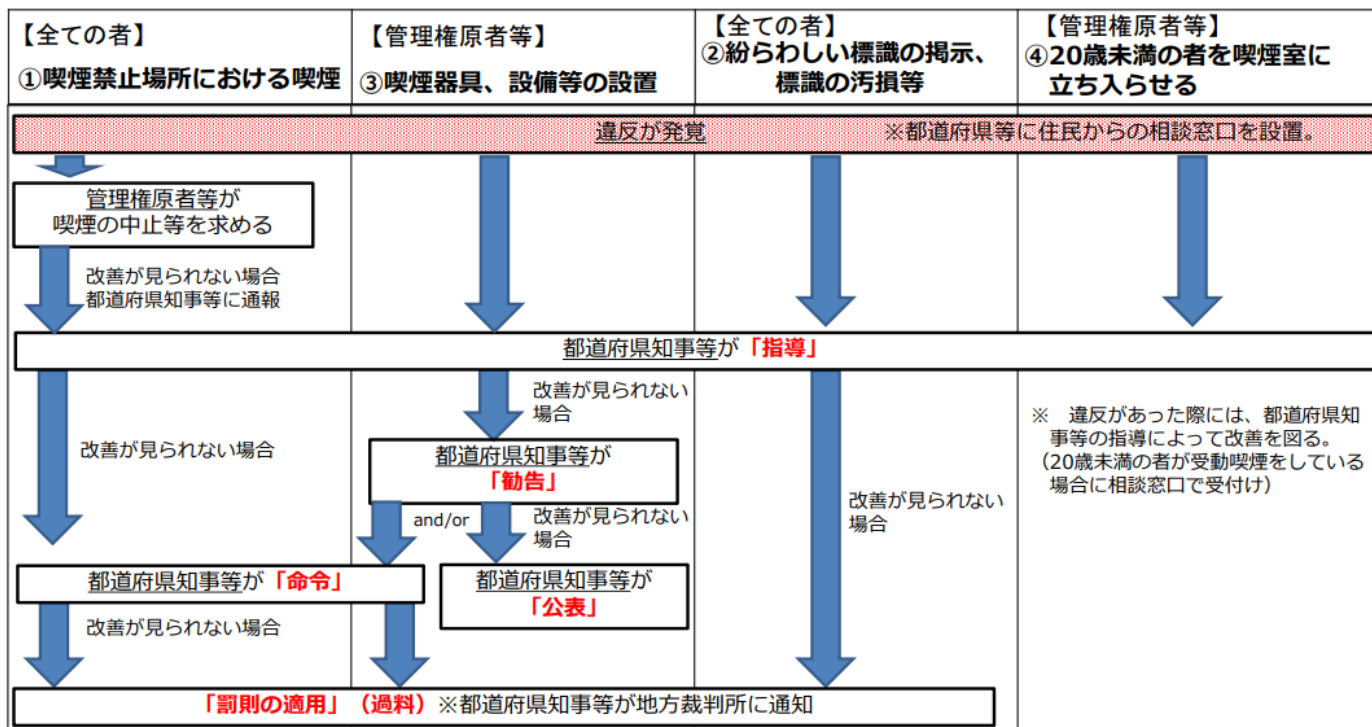 【全ての者】
①喫煙禁止場所における喫煙
【管理権原者等】
③喫煙器具、設備等の設置
【全ての者】
②紛らわしい標識の掲示、
標識の汚損等
【管理権原者等】
④20歳未満の者を喫煙室に
立ち入らせる
違反が発覚
※都道府県等に住民からの相談窓口を設置。
管理権原者等が
喫煙の中止等を求める
改善が見られない場合
都道府県知事等に通報
都道府県知事等が「指導」
改善が見られない場合
改善が見られない
場合
都道府県知事等が
「勧告」
and/or
改善が見られない
場合
都道府県知事等が「命令」
都道府県知事等が
「公表」
改善が見られない場合
改善が見られない
場合
※ 違反があった際には、都道府県知
事等の指導によって改善を図る。
（20歳未満の者が受動喫煙をしている
場合に相談窓口で受付け）
「罰則の適用」（過料）※都道府県知事等が地方裁判所に通知